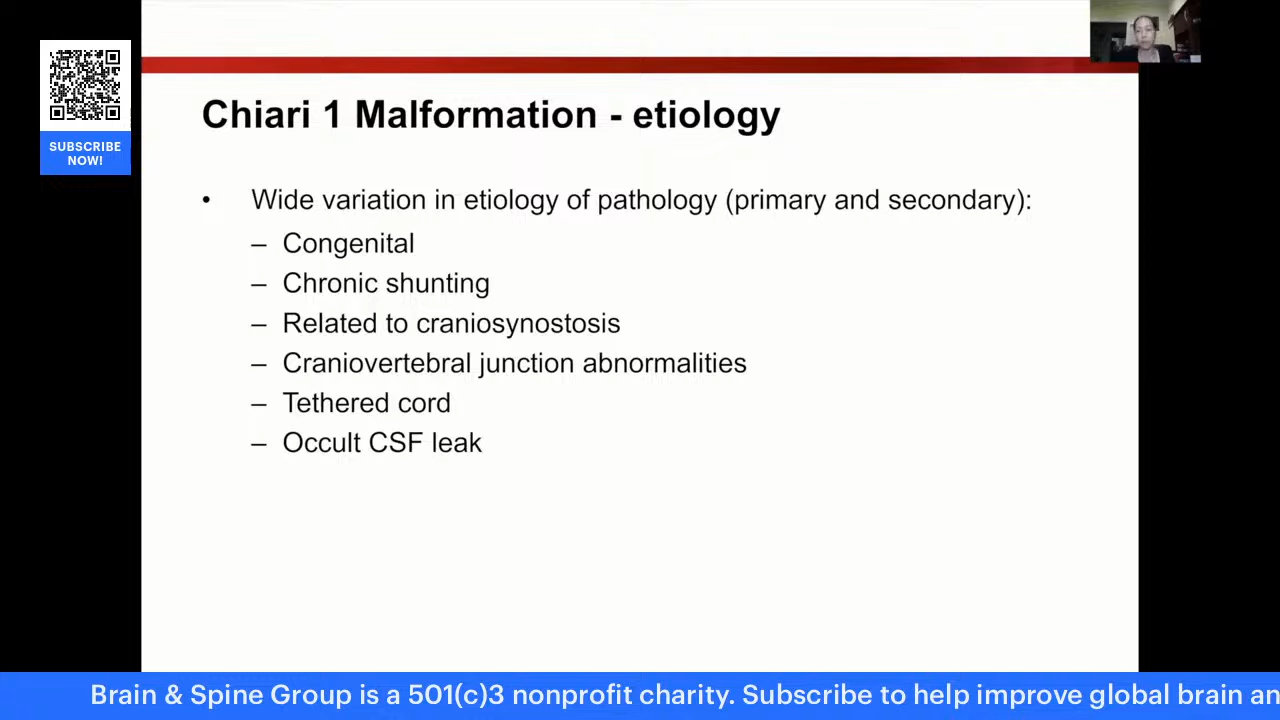 SUBSCRIBE
NOW!
Chiari 1 Malformation - etiology
• Wide variation in etiology of pathology (primary and secondary):
– Congenital
– Chronic shunting
– Related to craniosynostosis
– Craniovertebral junction abnormalities
– Tethered cord
– Occult CSF leak
Brain & Spine Group is a 501(c)3 nonprofit charity. Subscribe to help improve global brain an